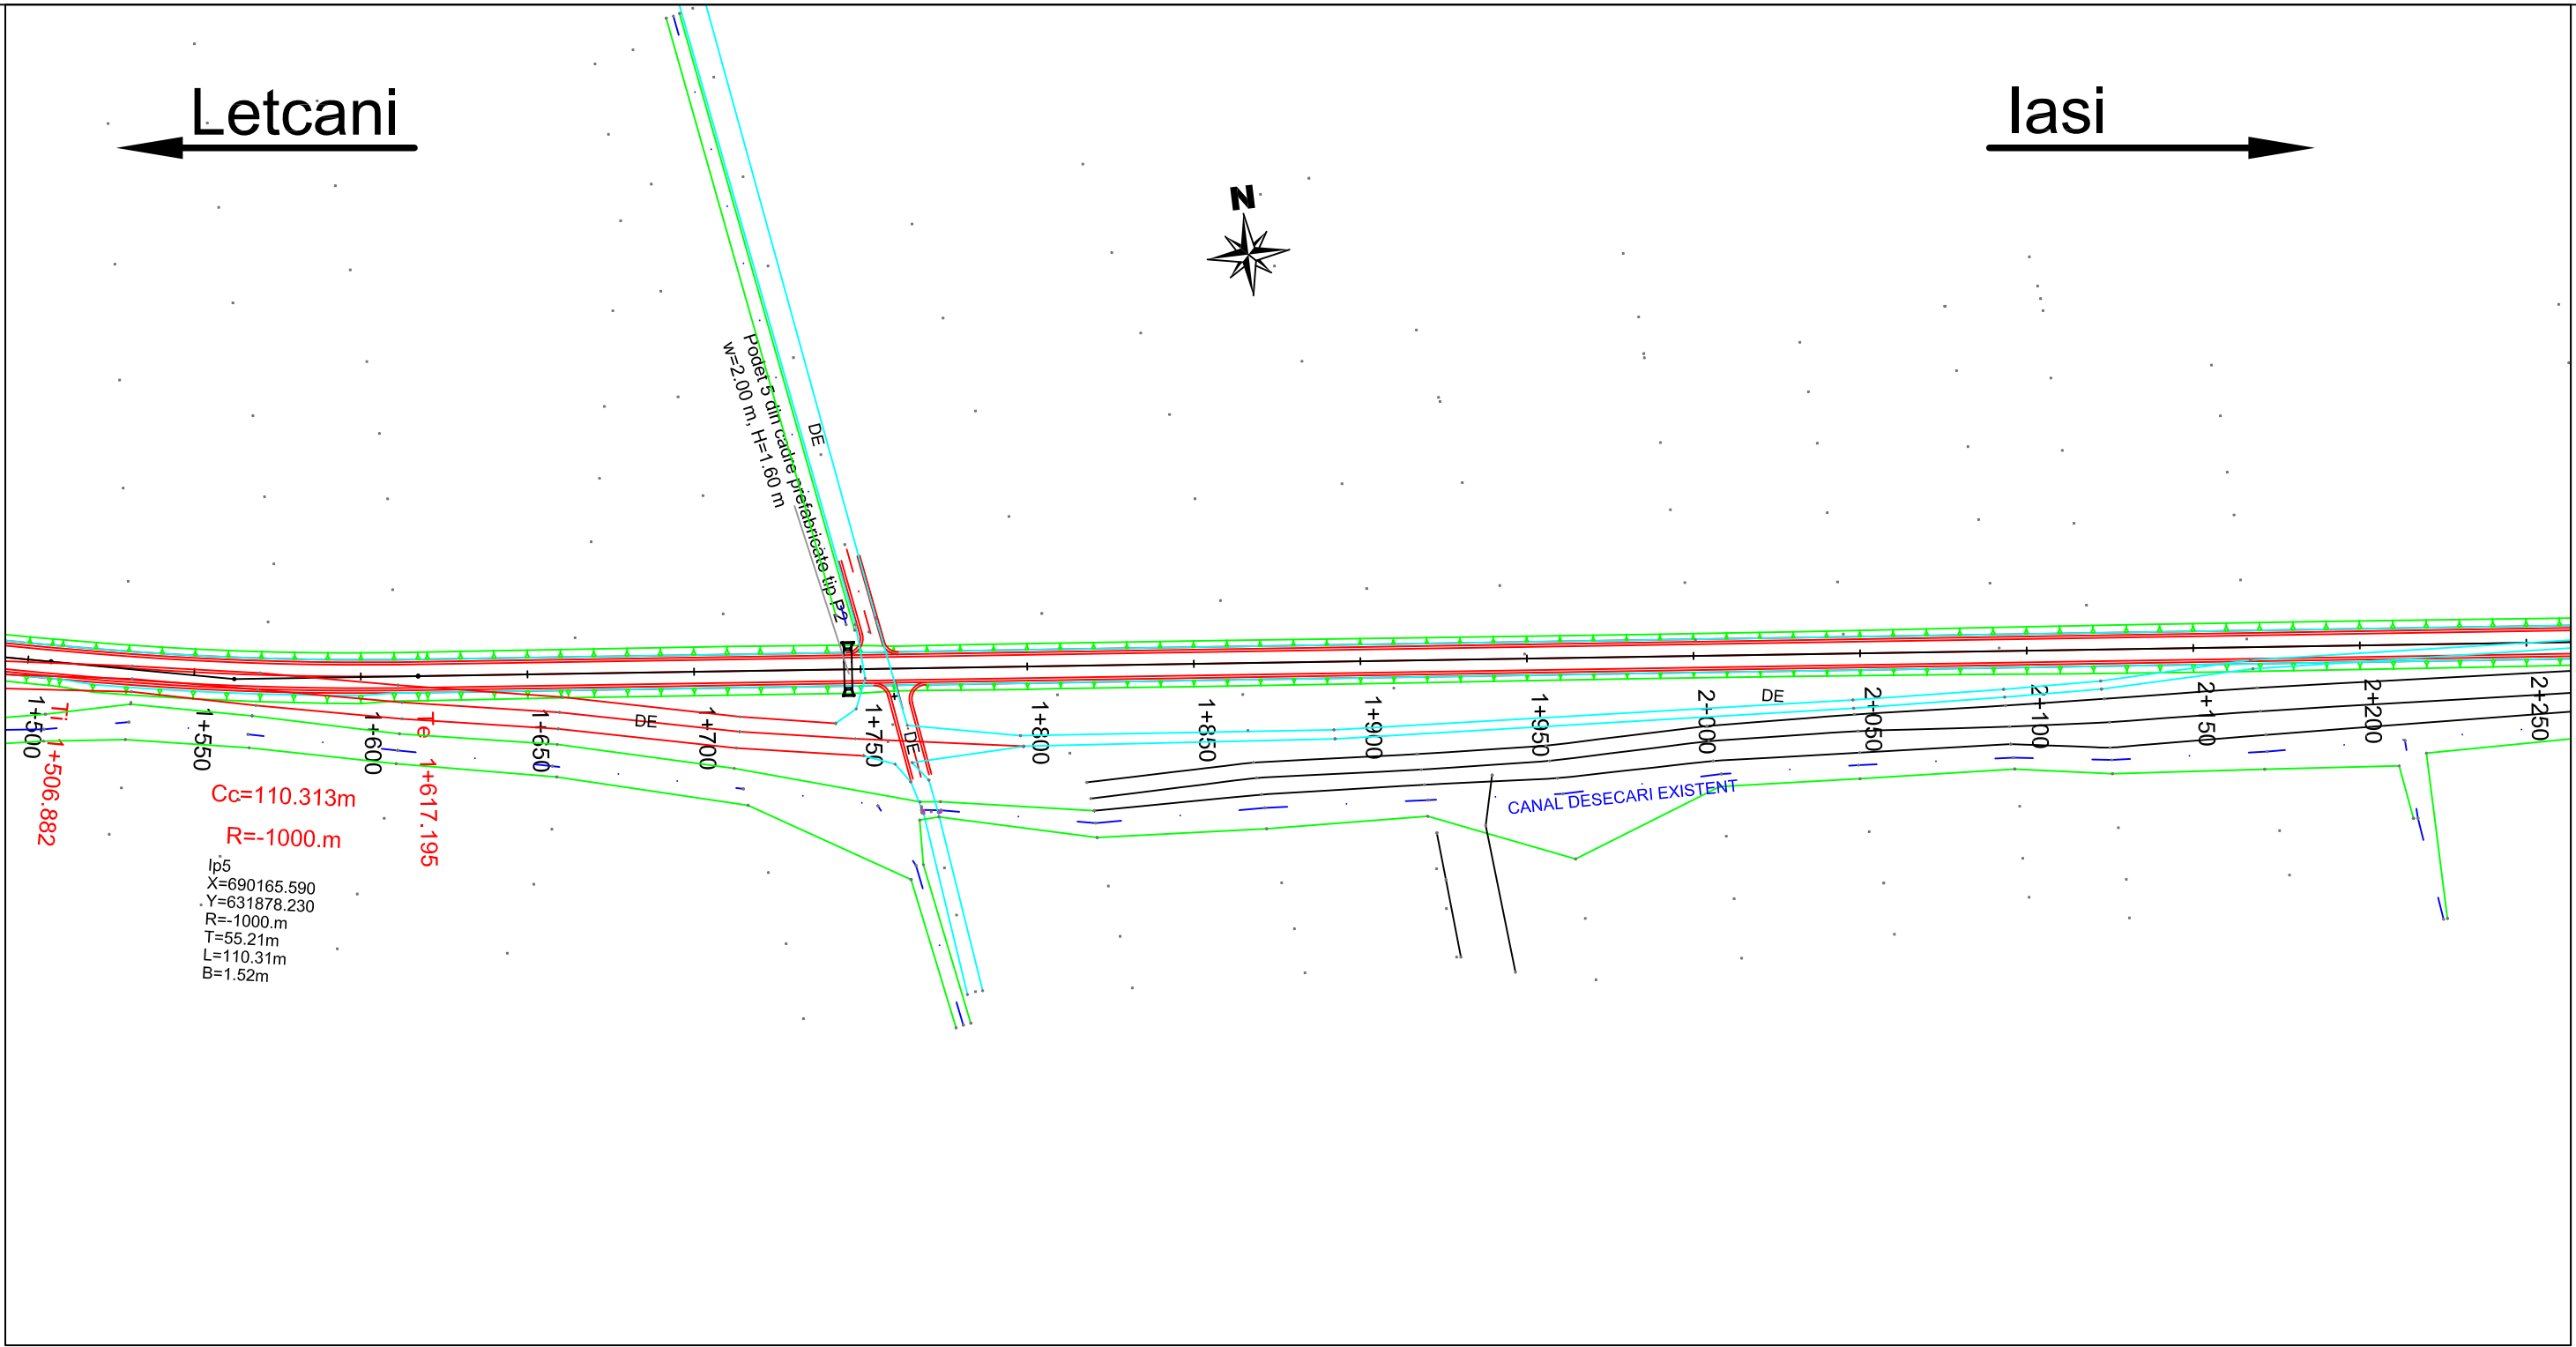 Letcani
Iasi
N
Podet 5 din cadre prefabricate tip P2
w=2.00 m, H=1.60 m
DE
DE
DE
DE
1+500
1+550
1+600
1+650
1+700
1+750
1+800
1+850
1+900
1+950
2+000
2+050
2+100
2+150
2+200
2+250
Ti 1+506.882
Te 1+617.195
Cc=110.313m
R=-1000.m
Ip5
X=690165.590
Y=631878.230
R=-1000.m
T=55.21m
L=110.31m
B=1.52m
CANAL DESECARI EXISTENT